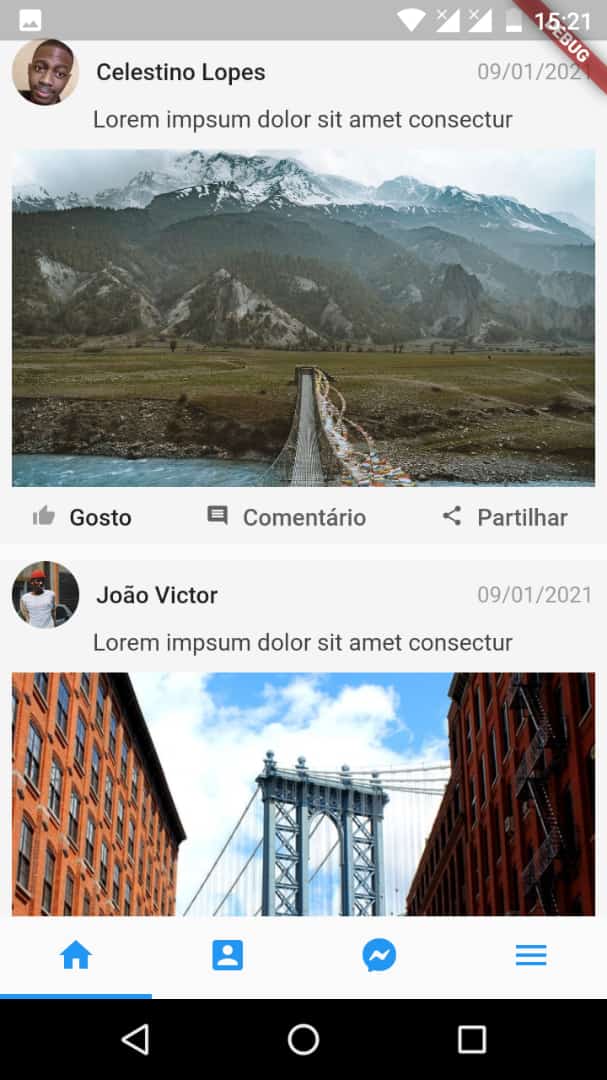 15:21
DEBUG
Celestino Lopes 09/01/2021
Lorem impsum dolor sit amet consectur
Gosto Comentário Partilhar
João Victor 09/01/2021
Lorem impsum dolor sit amet consectur